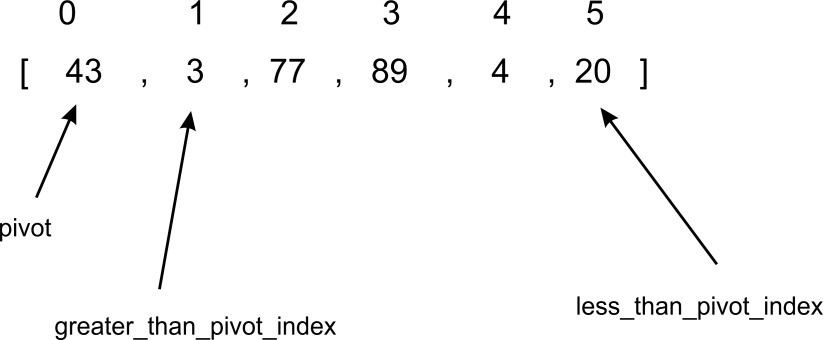 0 1 2 3 4 5
[ 43 , 3 , 77 , 89 , 4 , 20 ]
pivot
less_than_pivot_index
greater_than_pivot_index